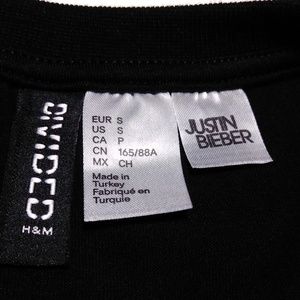 DIVIDED
H&M
EUR S
US S
CA P
CN 165/88A
MX CH
Made in
Turkey
Fabriqué en
Turquie
JUSTIN
BIEBER